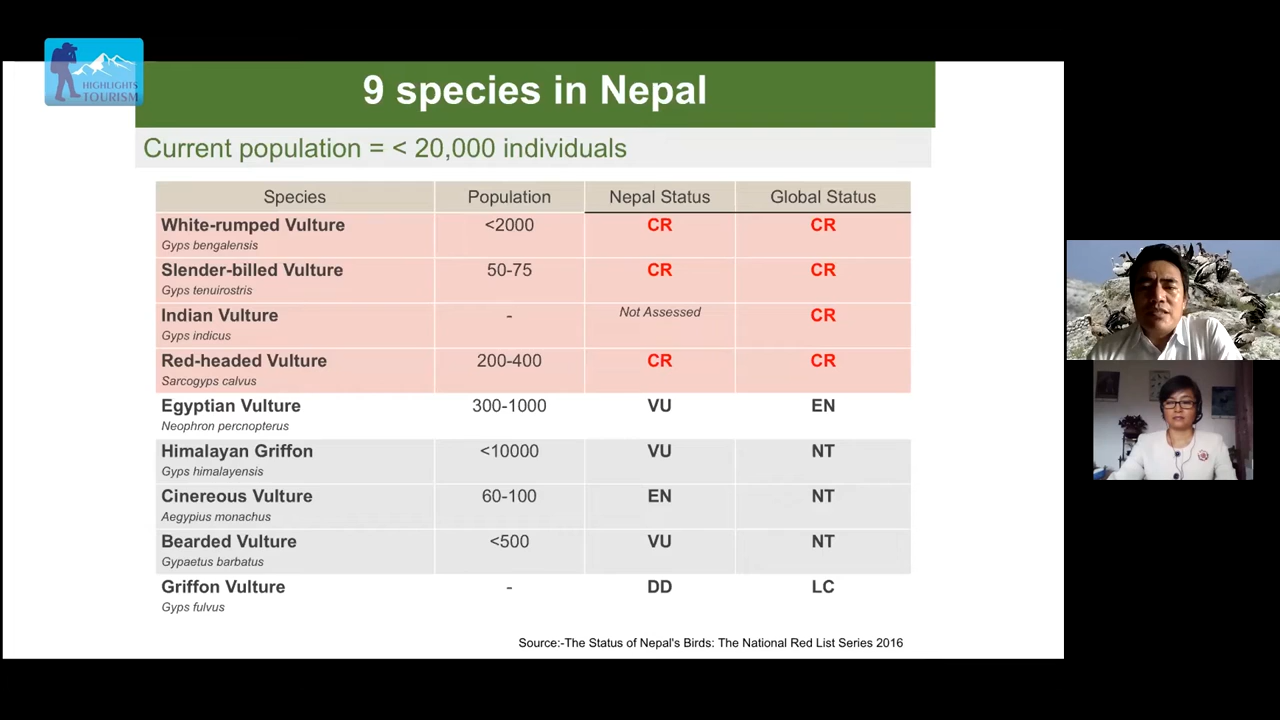 HIGHLIGHTS
TOURISM
9 species in Nepal
Current population = < 20,000 individuals
Species Population Nepal Status Global Status
White-rumped Vulture <2000 CR CR
Gyps bengalensis
Slender-billed Vulture 50-75 CR CR
Gyps tenuirostris
Indian Vulture - Not Assessed CR
Gyps indicus
Red-headed Vulture 200-400 CR CR
Sarcogyps calvus
Egyptian Vulture 300-1000 VU EN
Neophron percnopterus
Himalayan Griffon <10000 VU NT
Gyps himalayensis
Cinereous Vulture 60-100 EN NT
Aegypius monachus
Bearded Vulture <500 VU NT
Gypaetus barbatus
Griffon Vulture - DD LC
Gyps fulvus
Source:-The Status of Nepal's Birds: The National Red List Series 2016